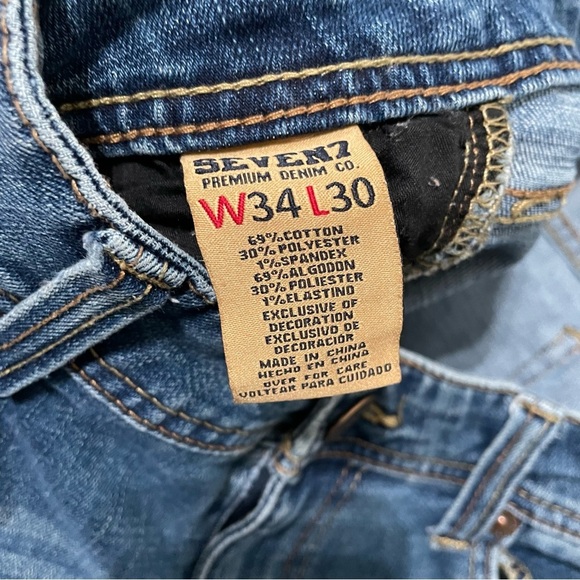 SEVEN7
PREMIUM DENIM CO.
W34 L30
69%COTTON
30%POLYESTER
1%SPANDEX
69%ALGODON
30%POLIESTER
1%ELASTINO
EXCLUSIVE OF
DECORATION
EXCLUSIVO DE
DECORACIÓN
MADE IN CHINA
HECHO EN CHINA
OVER FOR CARE
VOLTEAR PARA CUIDADO